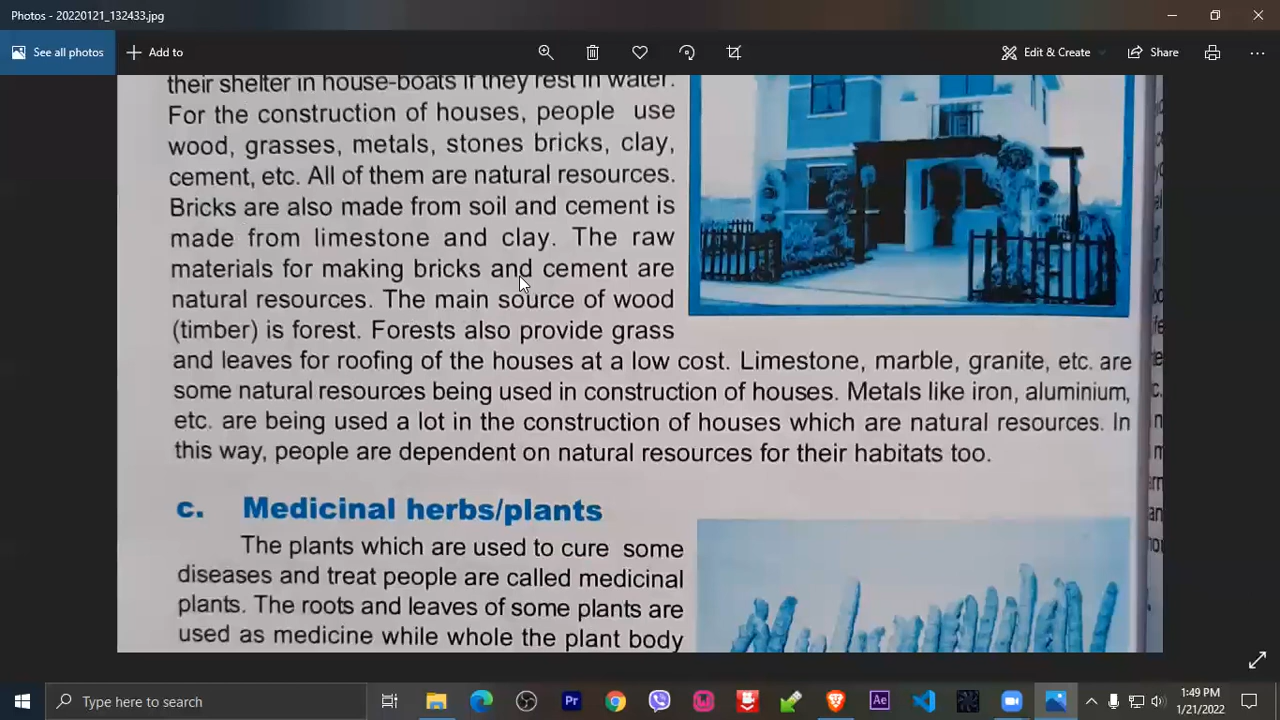 Photos - 20220121_132433.jpg
See all photos
Add to
Edit & Create
Share
their shelter in house-boats if they rest in water.
For the construction of houses, people use
wood, grasses, metals, stones bricks, clay,
cement, etc. All of them are natural resources.
Bricks are also made from soil and cement is
made from limestone and clay. The raw
materials for making bricks and cement are
natural resources. The main source of wood
(timber) is forest. Forests also provide grass
and leaves for roofing of the houses at a low cost. Limestone, marble, granite, etc. are
some natural resources being used in construction of houses. Metals like iron, aluminium,
etc. are being used a lot in the construction of houses which are natural resources. In
this way, people are dependent on natural resources for their habitats too.
c. Medicinal herbs/plants
The plants which are used to cure some
diseases and treat people are called medicinal
plants. The roots and leaves of some plants are
used as medicine while whole the plant body
Type here to search
Pr
Ae
1:49 PM
1/21/2022